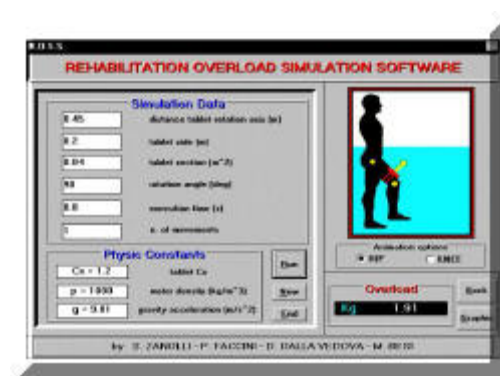 R.O.S.S.
REHABILITATION OVERLOAD SIMULATION SOFTWARE
Simulation Data
0.45 distance tablet rotation axis (m)
0.2 tablet side (m)
0.04 tablet section (m^2)
90 rotation angle (deg)
0.8 execution time (s)
1 n. of movements
Physic Constants
Cx = 1.2 tablet Cx
p = 1000 water density (kg/m^3)
g = 9.81 gravity acceleration (m/s^2)
Run
New
End
Animation options
HIP KNEE
Overload
Kg 1.91
Back
Graphic
by: S. ZANOLLI - P. FACCINI - D. DALLA VEDOVA - M. BESI